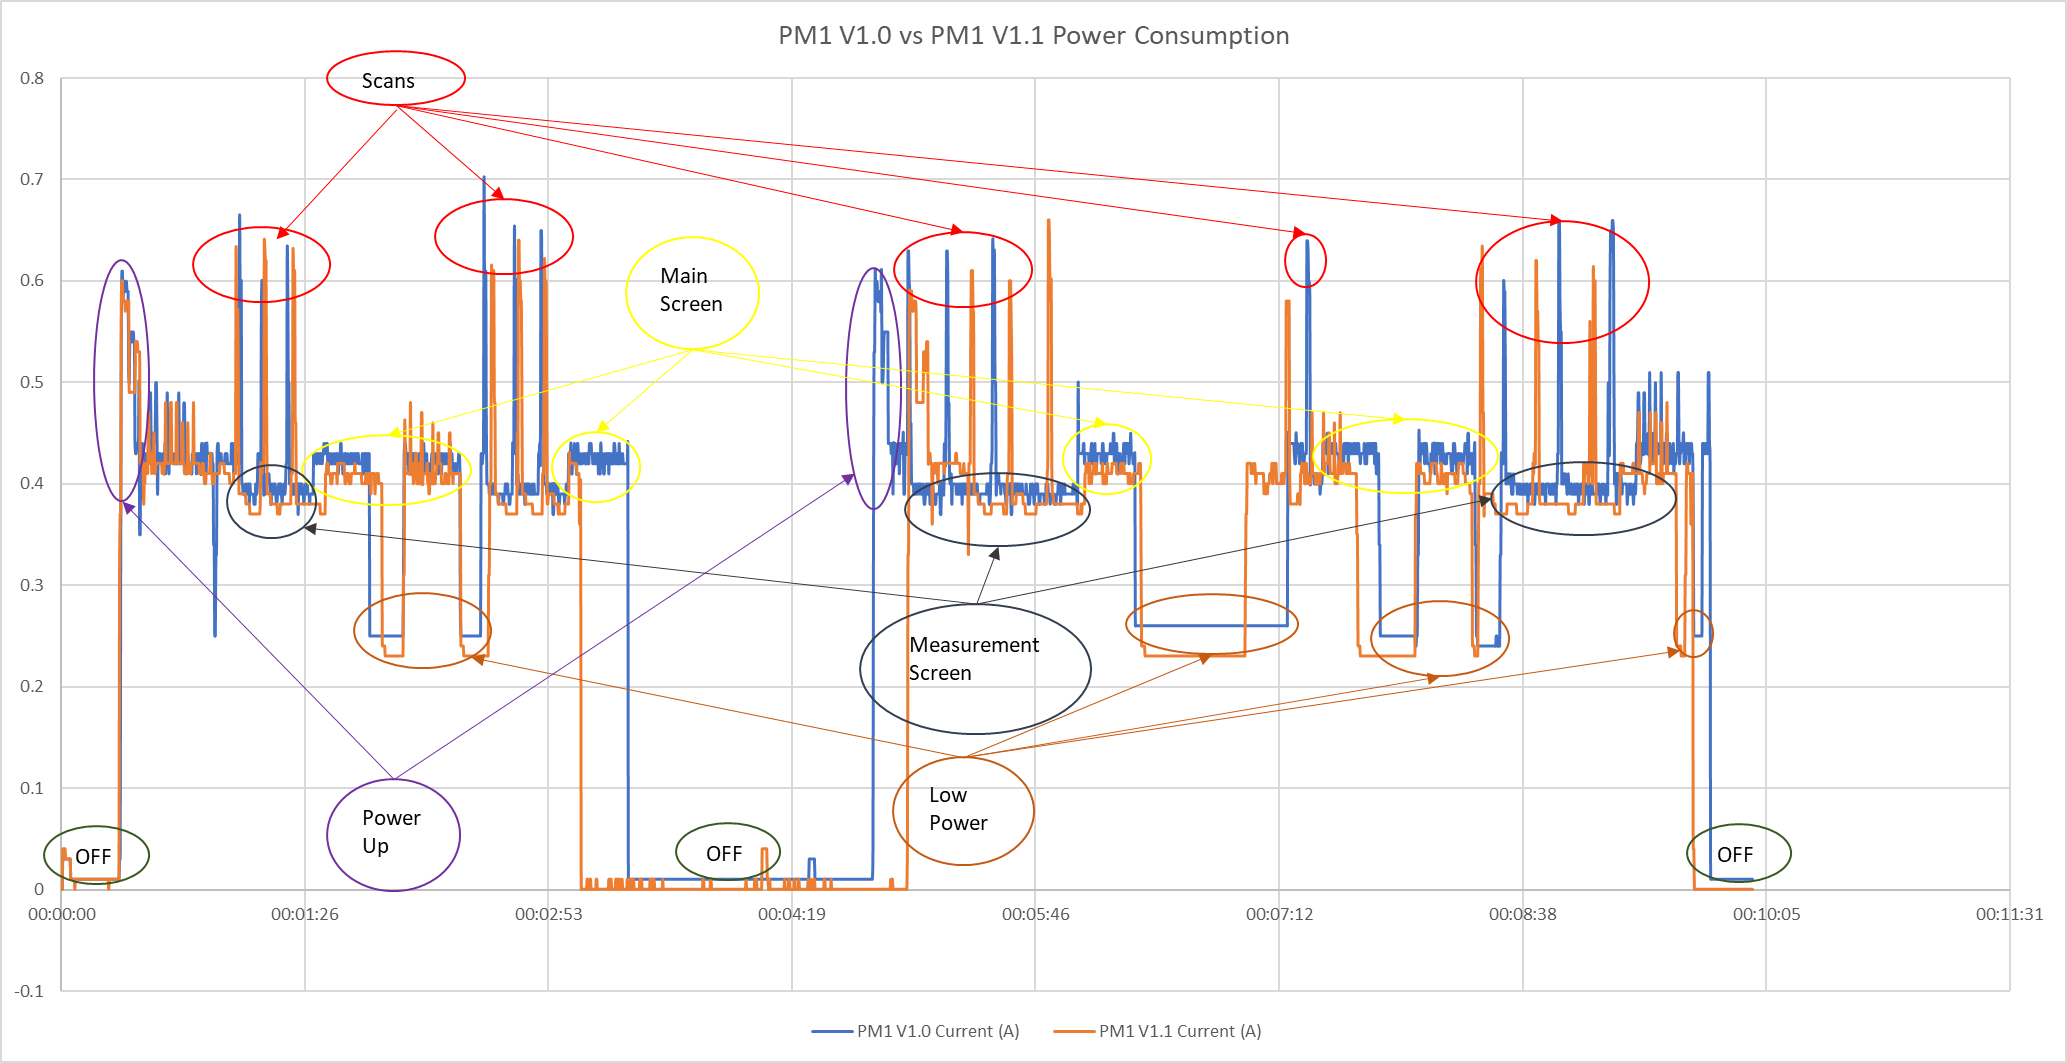 PM1 V1.0 vs PM1 V1.1 Power Consumption
0.8
0.7
0.6
0.5
0.4
0.3
0.2
0.1
0
-0.1
Scans
Main
Screen
Measurement
Screen
Power
Up
Low
Power
OFF
OFF
OFF
00:00:00
00:01:26
00:02:53
00:04:19
00:05:46
00:07:12
00:08:38
00:10:05
00:11:31
PM1 V1.0 Current (A)
PM1 V1.1 Current (A)